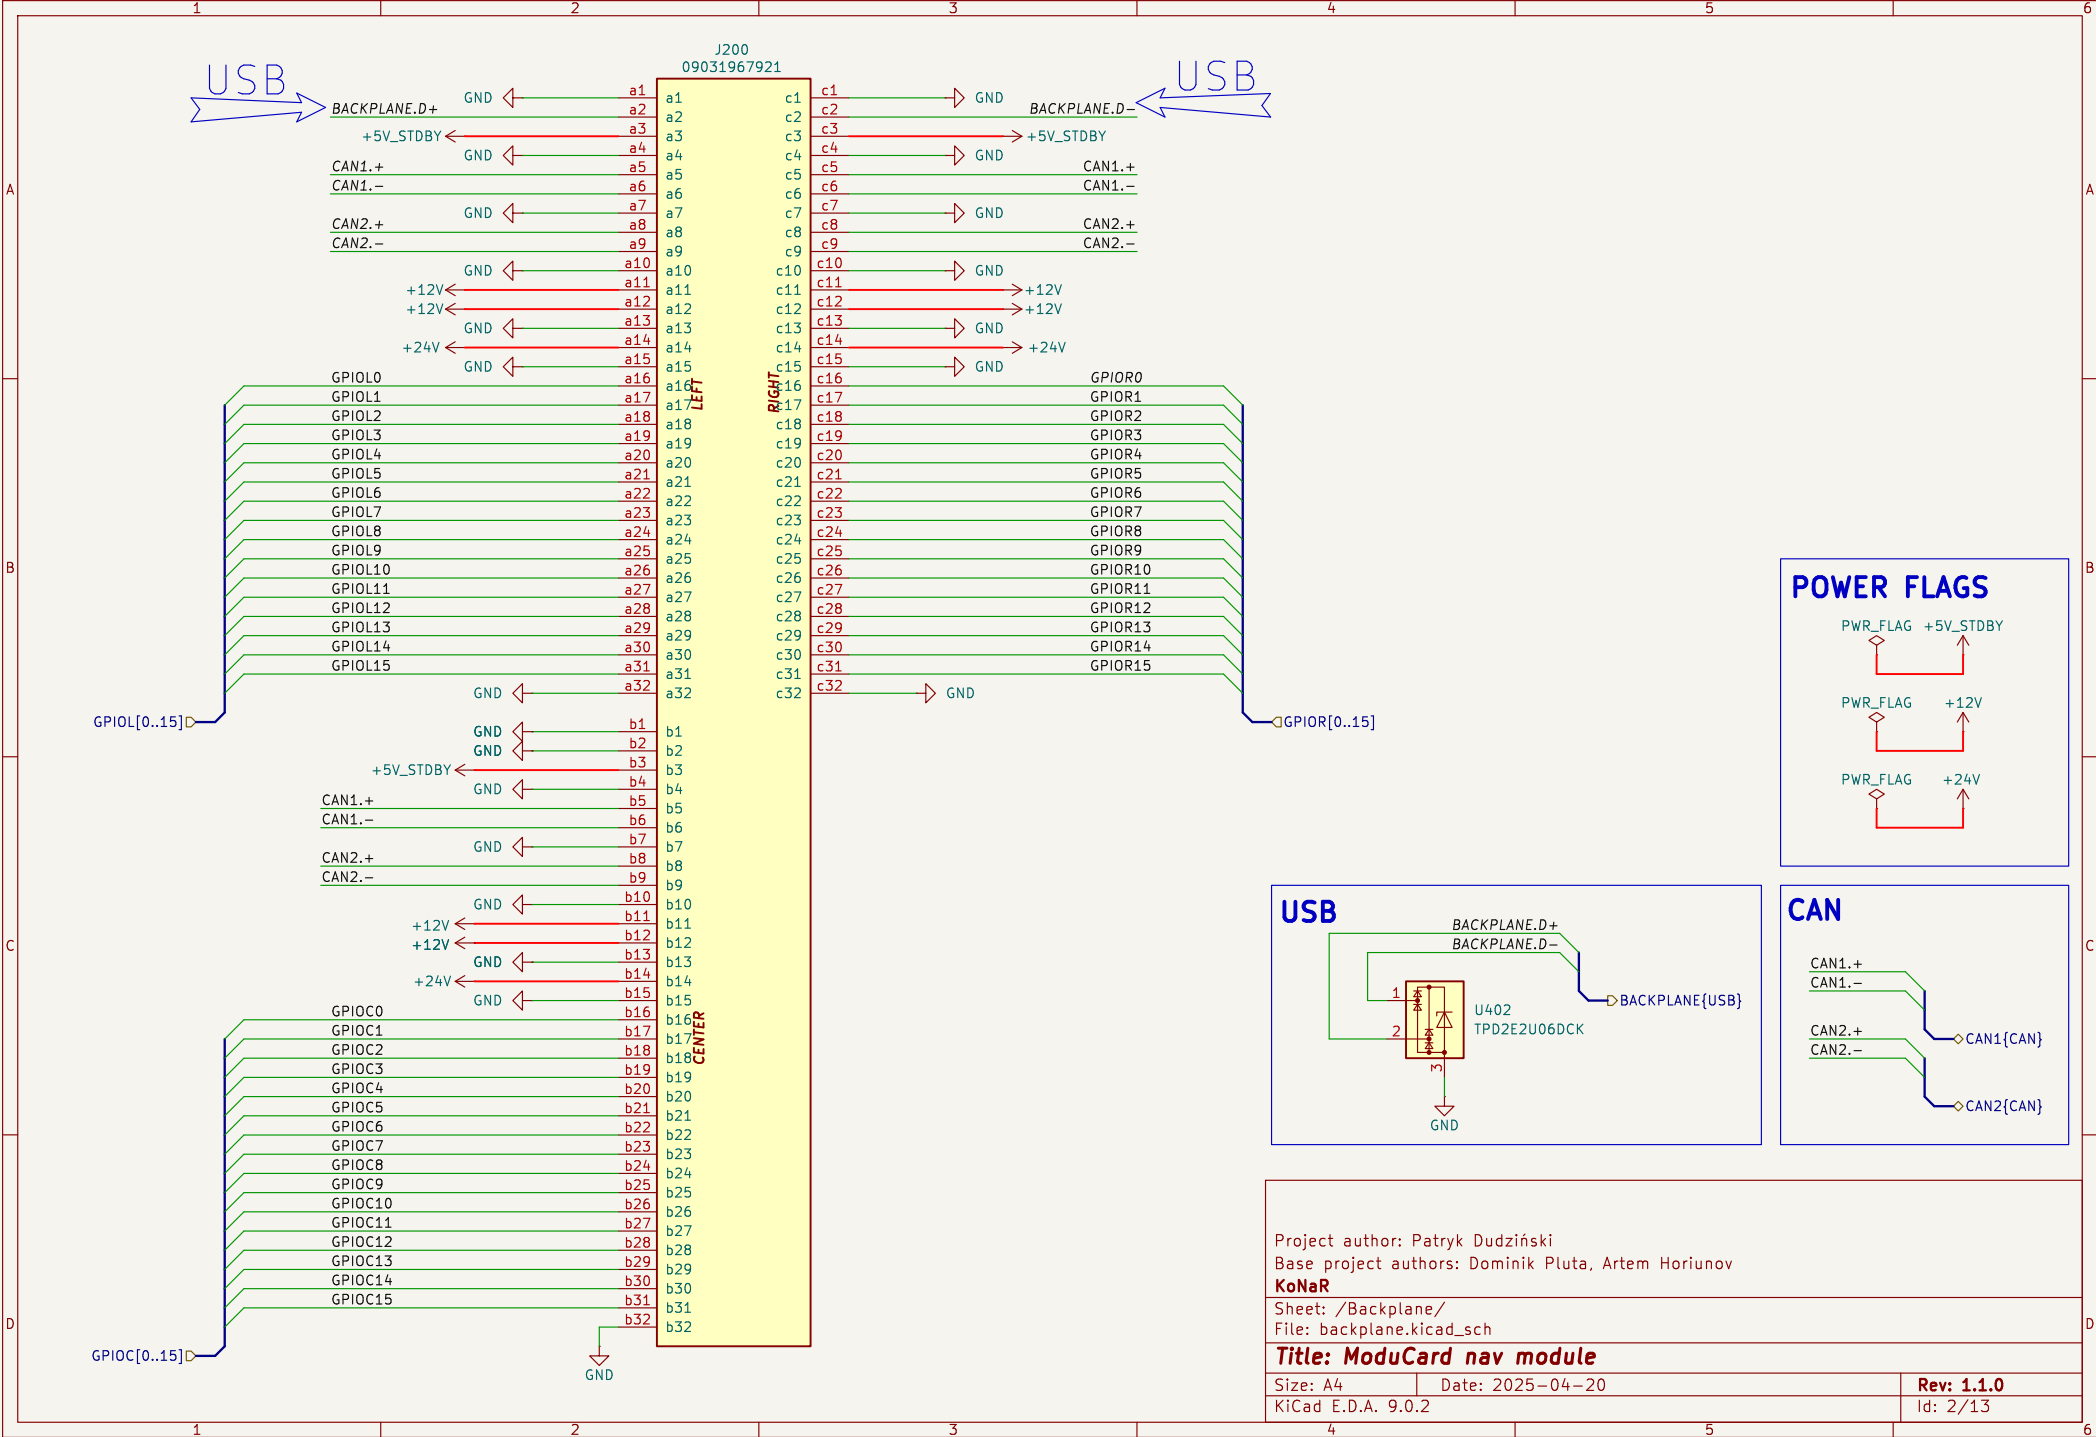 1 2 3 4 5 6
A
B
C
D
A
B
C
D
J200
09031967921
USB
USB
GND a1 a1 c1 c1 GND
BACKPLANE.D+ a2 a2 c2 c2 BACKPLANE.D-
+5V_STDBY a3 a3 c3 c3 +5V_STDBY
GND a4 a4 c4 c4 GND
CAN1.+ a5 a5 c5 c5 CAN1.+
CAN1.- a6 a6 c6 c6 CAN1.-
GND a7 a7 c7 c7 GND
CAN2.+ a8 a8 c8 c8 CAN2.+
CAN2.- a9 a9 c9 c9 CAN2.-
GND a10 a10 c10 c10 GND
+12V a11 a11 c11 c11 +12V
+12V a12 a12 c12 c12 +12V
GND a13 a13 c13 c13 GND
+24V a14 a14 c14 c14 +24V
GND a15 a15 c15 c15 GND
GPIOL0 a16 a16 c16 c16 GPIOR0
GPIOL1 a17 a17 c17 c17 GPIOR1
GPIOL2 a18 a18 c18 c18 GPIOR2
GPIOL3 a19 a19 c19 c19 GPIOR3
GPIOL4 a20 a20 c20 c20 GPIOR4
GPIOL5 a21 a21 c21 c21 GPIOR5
GPIOL6 a22 a22 c22 c22 GPIOR6
GPIOL7 a23 a23 c23 c23 GPIOR7
GPIOL8 a24 a24 c24 c24 GPIOR8
GPIOL9 a25 a25 c25 c25 GPIOR9
GPIOL10 a26 a26 c26 c26 GPIOR10
GPIOL11 a27 a27 c27 c27 GPIOR11
GPIOL12 a28 a28 c28 c28 GPIOR12
GPIOL13 a29 a29 c29 c29 GPIOR13
GPIOL14 a30 a30 c30 c30 GPIOR14
GPIOL15 a31 a31 c31 c31 GPIOR15
GND a32 a32 c32 c32 GND
LEFT
RIGHT
GPIOL[0..15]
GPIOR[0..15]
GND b1 b1
GND b2 b2
+5V_STDBY b3 b3
GND b4 b4
CAN1.+ b5 b5
CAN1.- b6 b6
GND b7 b7
CAN2.+ b8 b8
CAN2.- b9 b9
GND b10 b10
+12V b11 b11
+12V b12 b12
GND b13 b13
+24V b14 b14
GND b15 b15
GPIOC0 b16 b16
GPIOC1 b17 b17
GPIOC2 b18 b18
GPIOC3 b19 b19
GPIOC4 b20 b20
GPIOC5 b21 b21
GPIOC6 b22 b22
GPIOC7 b23 b23
GPIOC8 b24 b24
GPIOC9 b25 b25
GPIOC10 b26 b26
GPIOC11 b27 b27
GPIOC12 b28 b28
GPIOC13 b29 b29
GPIOC14 b30 b30
GPIOC15 b31 b31
b32 b32
CENTER
GPIOC[0..15]
GND
POWER FLAGS
PWR_FLAG +5V_STDBY
PWR_FLAG +12V
PWR_FLAG +24V
USB
BACKPLANE.D+
BACKPLANE.D-
1
2
3
U402
TPD2E2U06DCK
BACKPLANE{USB}
GND
CAN
CAN1.+
CAN1.-
CAN2.+
CAN2.-
CAN1{CAN}
CAN2{CAN}
Project author: Patryk Dudziński
Base project authors: Dominik Pluta, Artem Horiunov
KoNaR
Sheet: /Backplane/
File: backplane.kicad_sch
Title: ModuCard nav module
Size: A4 Date: 2025-04-20 Rev: 1.1.0
KiCad E.D.A. 9.0.2 Id: 2/13
1 2 3 4 5 6